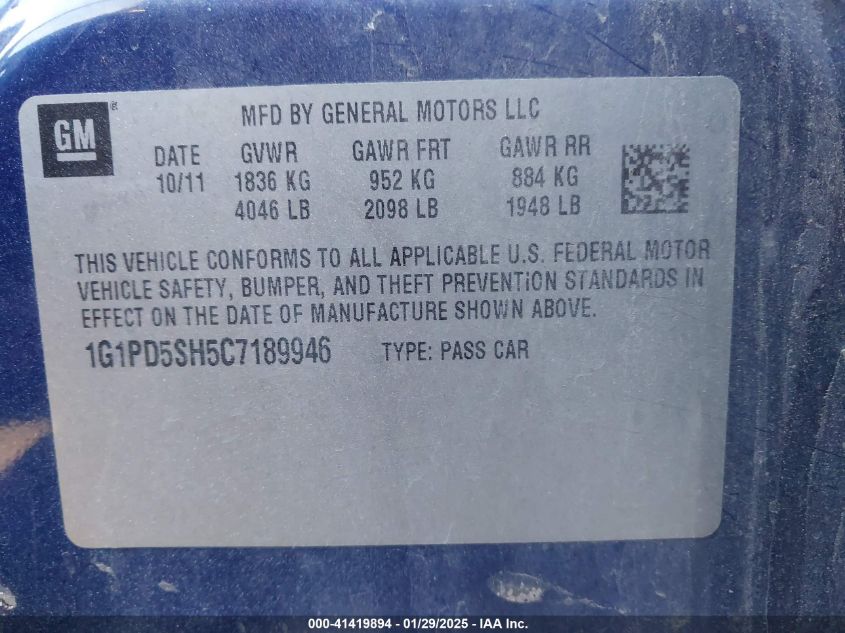 GM ®
MFD BY GENERAL MOTORS LLC
DATE GVWR GAWR FRT GAWR RR
10/11 1836 KG 952 KG 884 KG
4046 LB 2098 LB 1948 LB
THIS VEHICLE CONFORMS TO ALL APPLICABLE U.S. FEDERAL MOTOR
VEHICLE SAFETY, BUMPER, AND THEFT PREVENTION STANDARDS IN
EFFECT ON THE DATE OF MANUFACTURE SHOWN ABOVE.
1G1PD5SH5C7189946 TYPE: PASS CAR
000-41419894 - 01/29/2025 - IAA Inc.